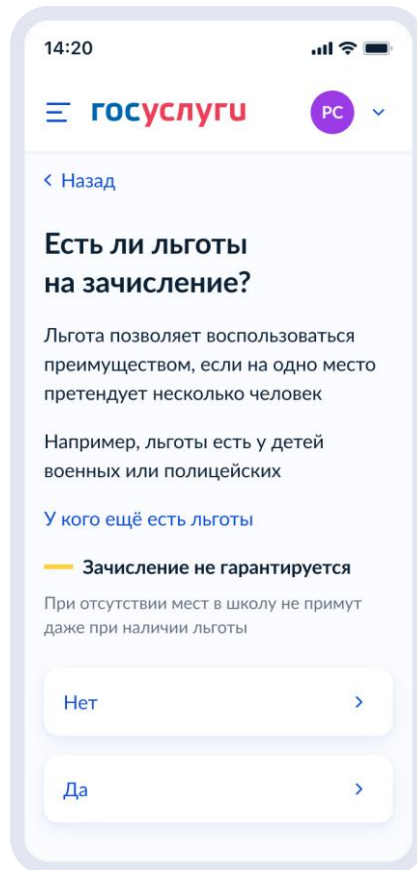 14:20
госуслуги
РС
Назад
Есть ли льготы
на зачисление?
Льгота позволяет воспользоваться
преимуществом, если на одно место
претендует несколько человек
Например, льготы есть у детей
военных или полицейских
У кого ещё есть льготы
Зачисление не гарантируется
При отсутствии мест в школу не примут
даже при наличии льготы
Нет
Да